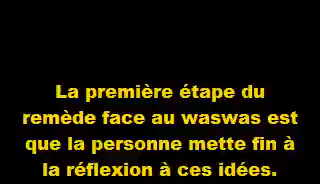 La première étape du
remède face au waswas est
que la personne mette fin à
la réflexion à ces idées.